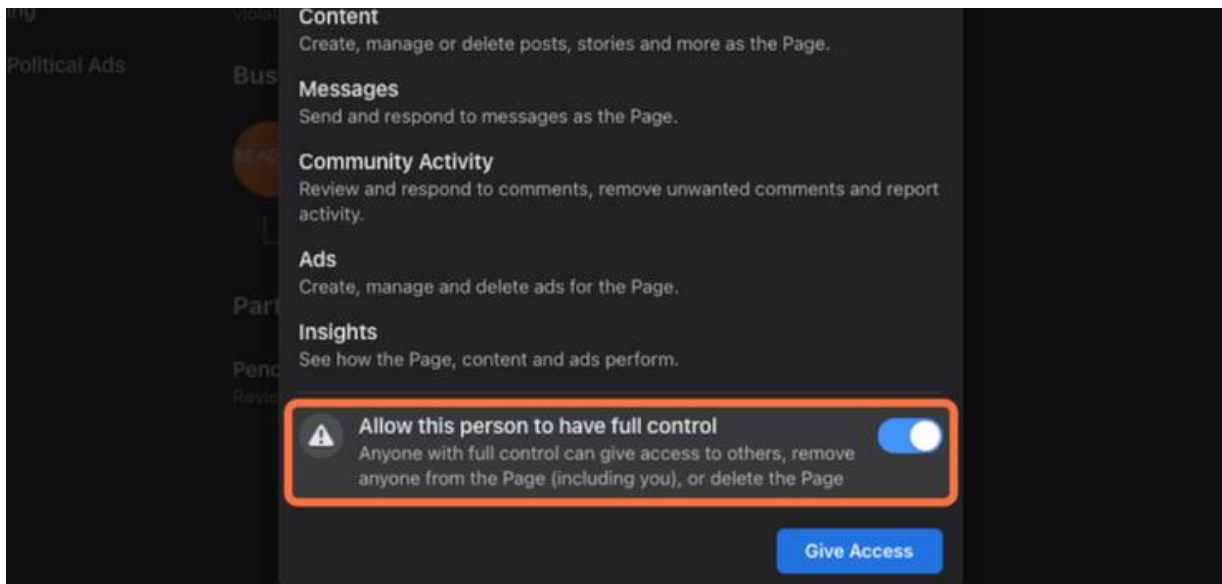 Content
Create, manage or delete posts, stories and more as the Page.
Political Ads
Bus
Messages
Send and respond to messages as the Page.
Community Activity
Review and respond to comments, remove unwanted comments and report
activity.
Ads
Create, manage and delete ads for the Page.
Part
Insights
See how the Page, content and ads perform.
Pend
Revie
Allow this person to have full control
Anyone with full control can give access to others, remove
anyone from the Page (including you), or delete the Page
Give Access